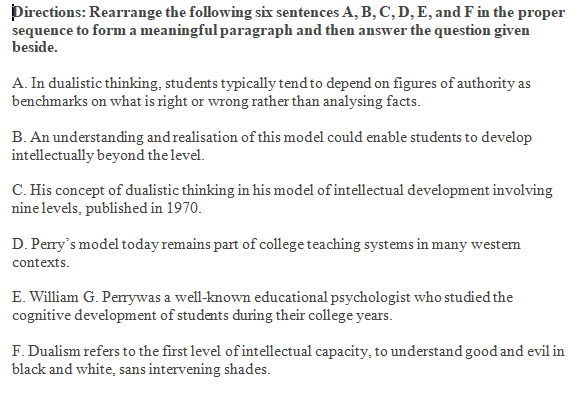 Directions: Rearrange the following six sentences A, B, C, D, E, and F in the proper
sequence to form a meaningful paragraph and then answer the question given
beside.
A. In dualistic thinking, students typically tend to depend on figures of authority as
benchmarks on what is right or wrong rather than analysing facts.
B. An understanding and realisation of this model could enable students to develop
intellectually beyond the level.
C. His concept of dualistic thinking in his model of intellectual development involving
nine levels, published in 1970.
D. Perry’s model today remains part of college teaching systems in many western
contexts.
E. William G. Perrywas a well-known educational psychologist who studied the
cognitive development of students during their college years.
F. Dualism refers to the first level of intellectual capacity, to understand good and evil in
black and white, sans intervening shades.